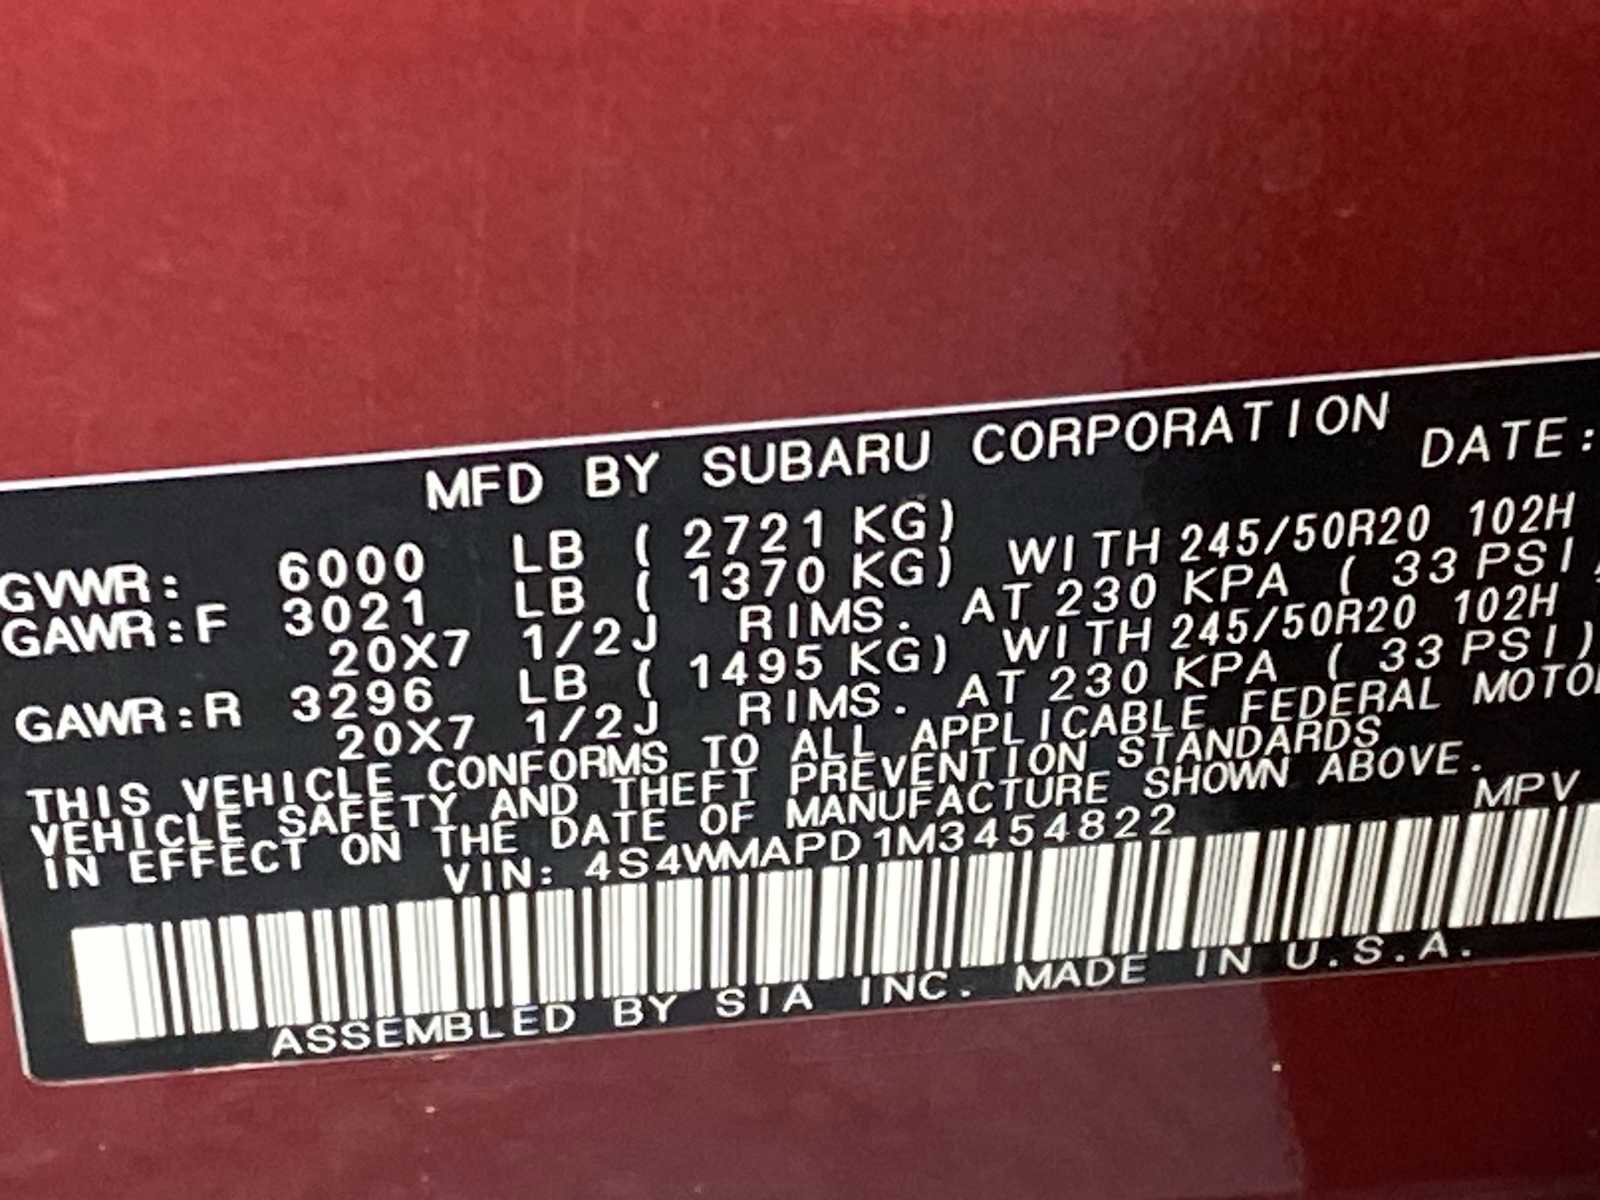 MFD BY SUBARU CORPORATION DATE:
GVWR: 6000 LB ( 2721 KG)
GAWR:F 3021 LB ( 1370 KG) WITH 245/50R20 102H
20X7 1/2J RIMS. AT 230 KPA ( 33 PSI)
GAWR:R 3296 LB ( 1495 KG) WITH 245/50R20 102H
20X7 1/2J RIMS. AT 230 KPA ( 33 PSI)
THIS VEHICLE CONFORMS TO ALL APPLICABLE FEDERAL MOTOR
VEHICLE SAFETY AND THEFT PREVENTION STANDARDS
IN EFFECT ON THE DATE OF MANUFACTURE SHOWN ABOVE.
VIN: 4S4WMAPD1M3454822 MPV
ASSEMBLED BY SIA INC. MADE IN U.S.A.